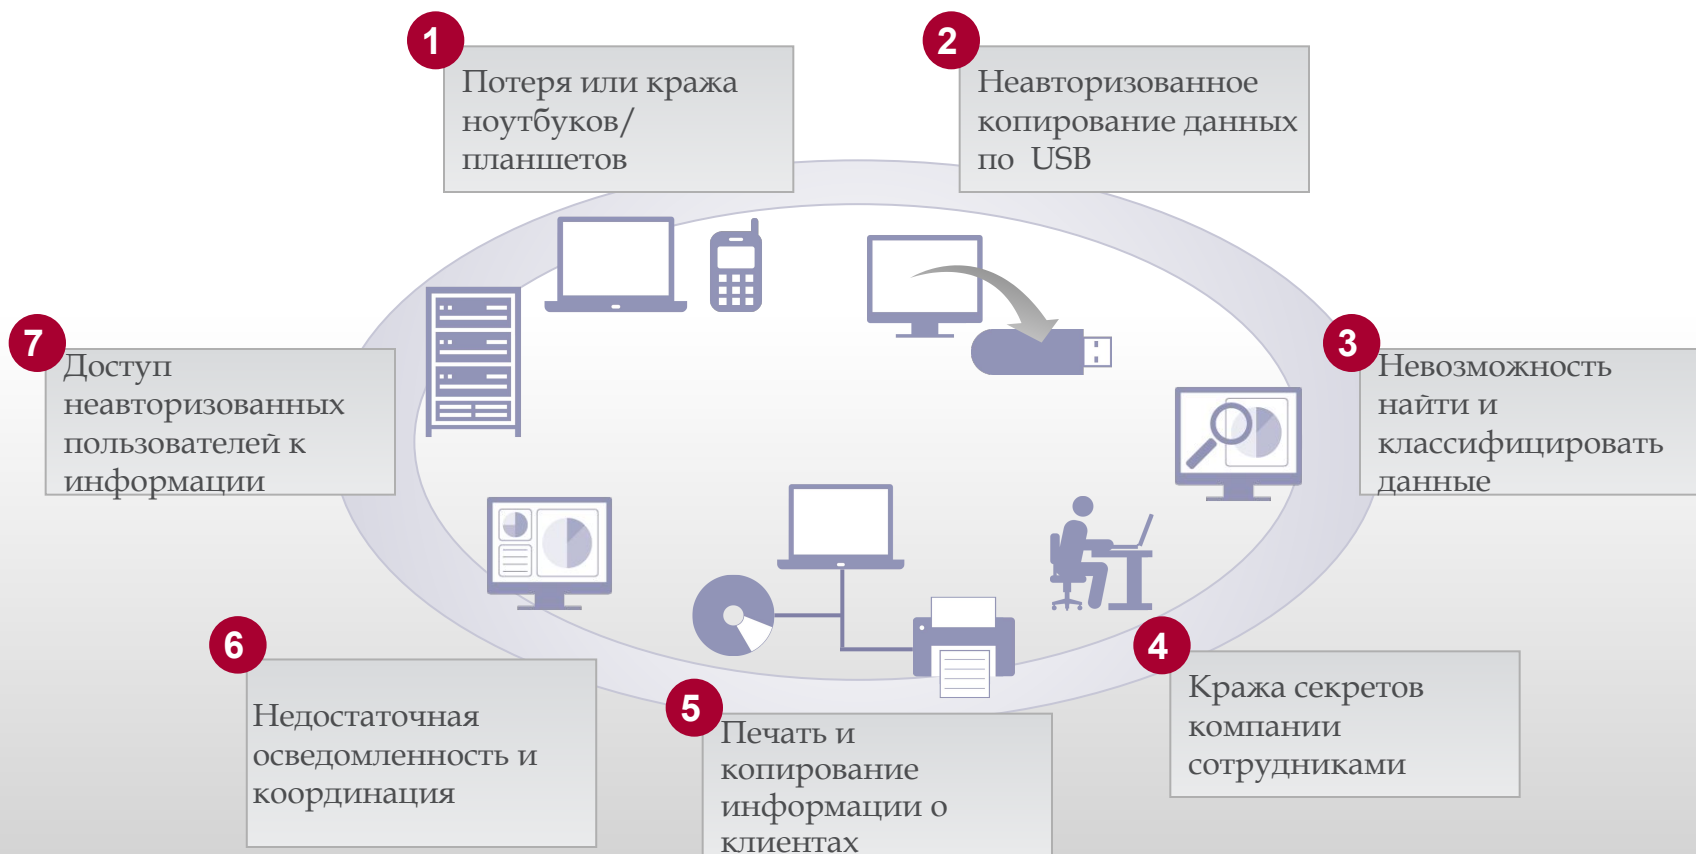 1
Потеря или кража
ноутбуков/
планшетов
2
Неавторизованное
копирование данных
по USB
3
Невозможность
найти и
классифицировать
данные
4
Кража секретов
компании
сотрудниками
5
Печать и
копирование
информации о
клиентах
6
Недостаточная
осведомленность и
координация
7
Доступ
неавторизованных
пользователей к
информации